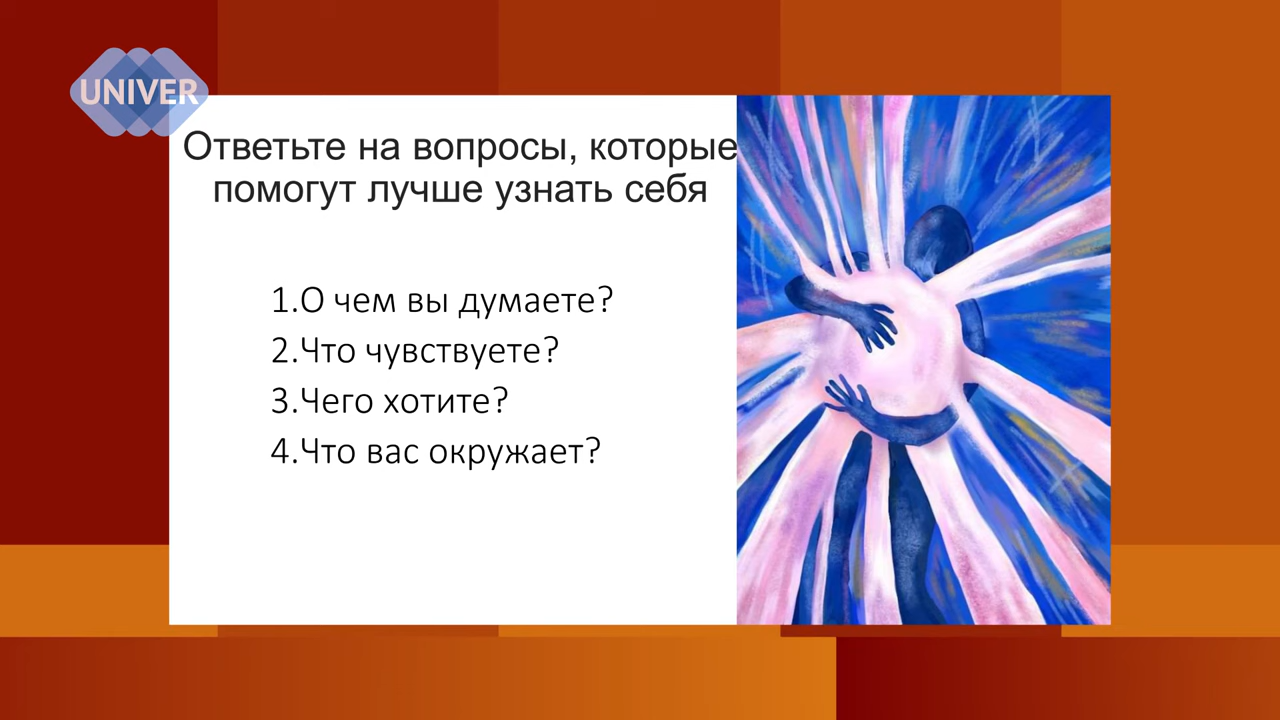 UNIVER
Ответьте на вопросы, которые
помогут лучше узнать себя
1.О чем вы думаете?
2.Что чувствуете?
3.Чего хотите?
4.Что вас окружает?